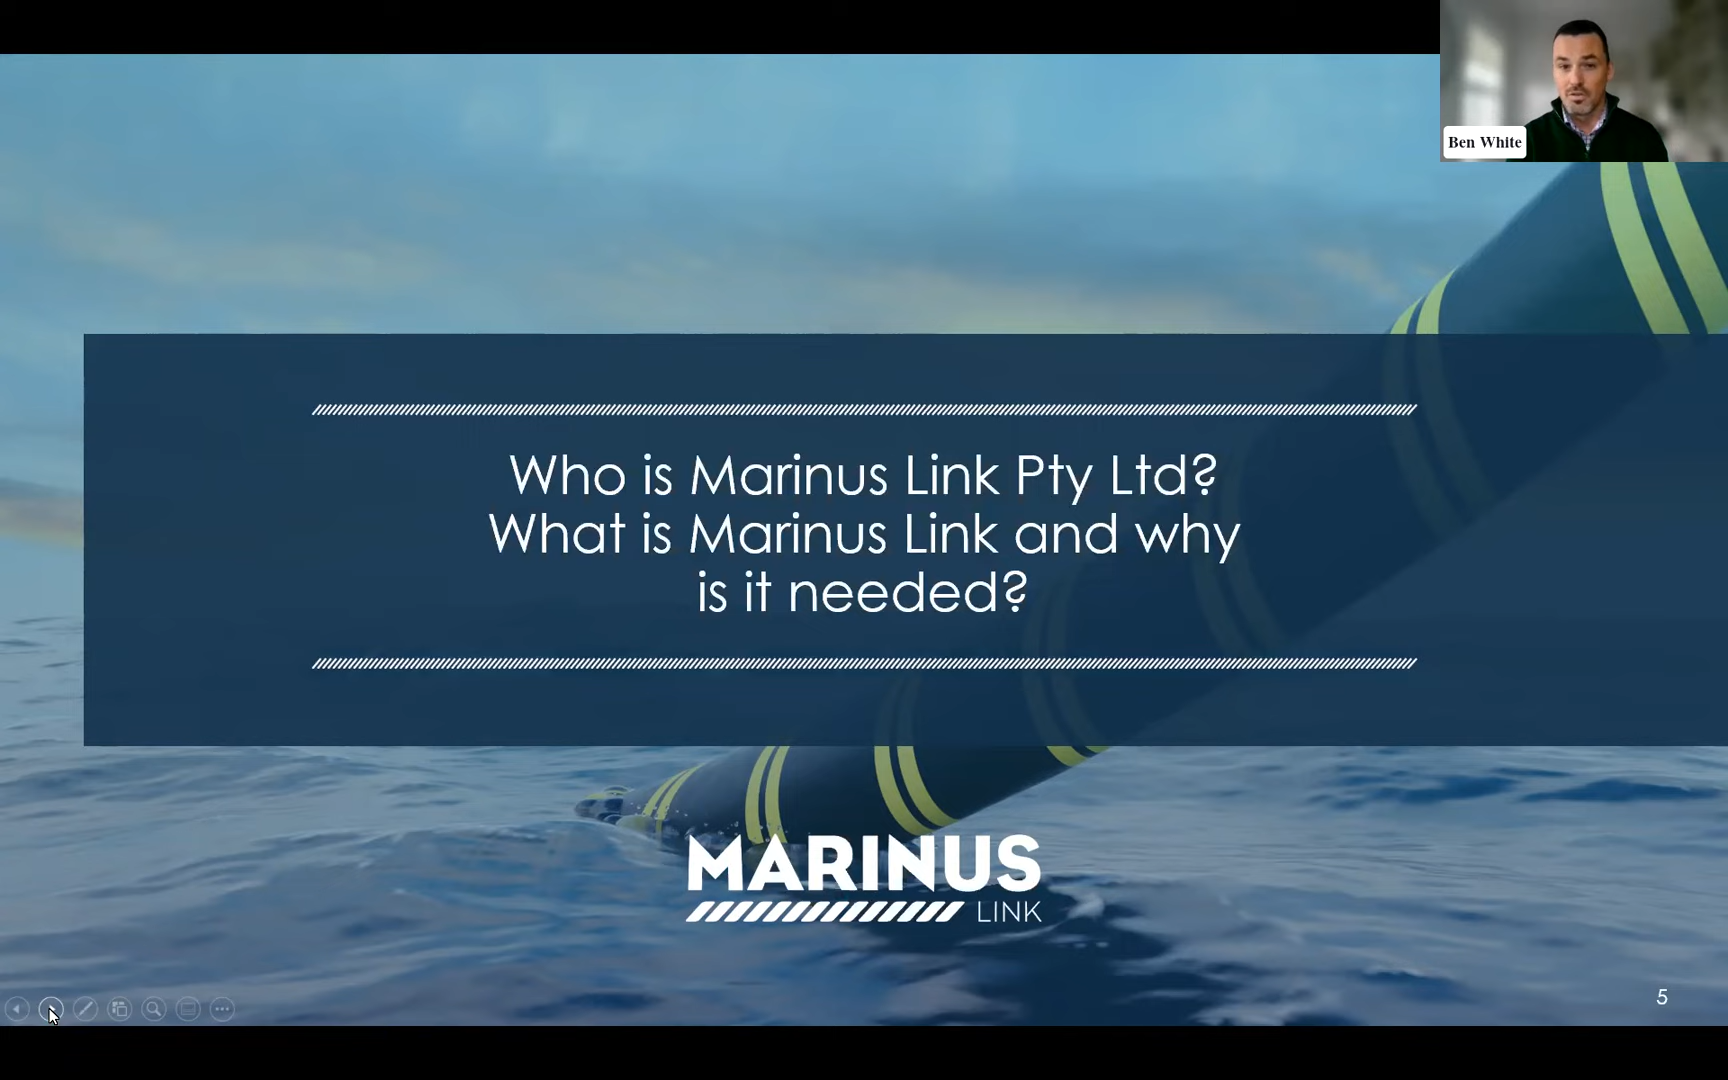 Ben White
Who is Marinus Link Pty Ltd?
What is Marinus Link and why
is it needed?
MARINUS
LINK
5